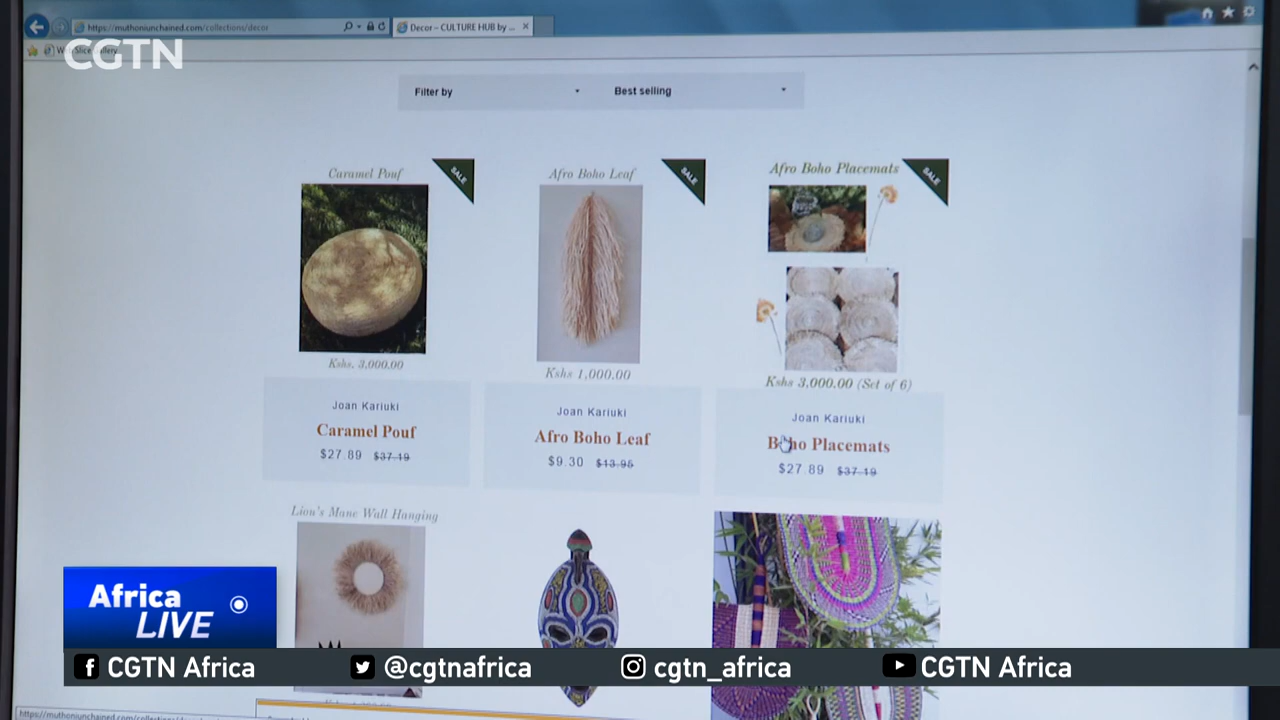 https://muthoniunchained.com/collections/decor
Decor – CULTURE HUB by ...
CGTN
Filter by
Best selling
Caramel Pouf
SALE
Afro Boho Leaf
SALE
Afro Boho Placemats
SALE
Kshs. 3,000.00
Kshs 1,000.00
Kshs 3,000.00 (Set of 6)
Joan Kariuki
Caramel Pouf
$27.89 $37.19
Joan Kariuki
Afro Boho Leaf
$9.30 $13.95
Joan Kariuki
Boho Placemats
$27.89 $37.19
Lion's Mane Wall Hanging
Africa
LIVE
CGTN Africa
@cgtnafrica
cgtn_africa
CGTN Africa